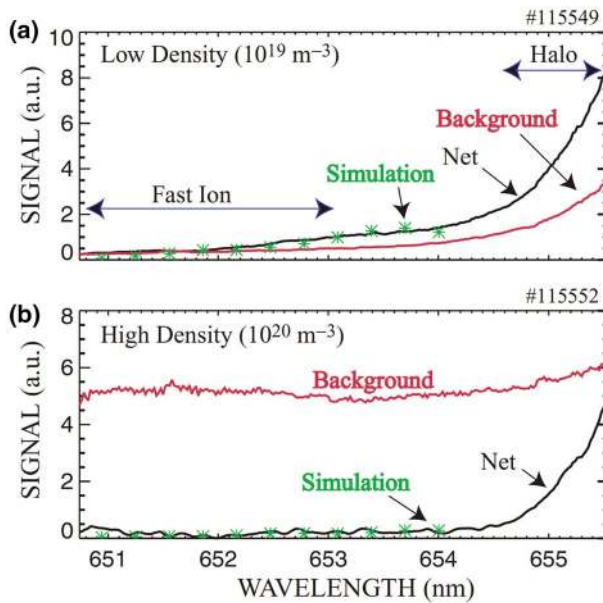 #115549
(a)
10
Low Density (10¹⁹ m⁻³)
Halo
8
Background
6
SIGNAL (a.u.)
Net
4
Simulation
Fast Ion
2
0
#115552
(b)
8
High Density (10²⁰ m⁻³)
6
Background
SIGNAL (a.u.)
4
Net
Simulation
2
0
651 652 653 654 655
WAVELENGTH (nm)